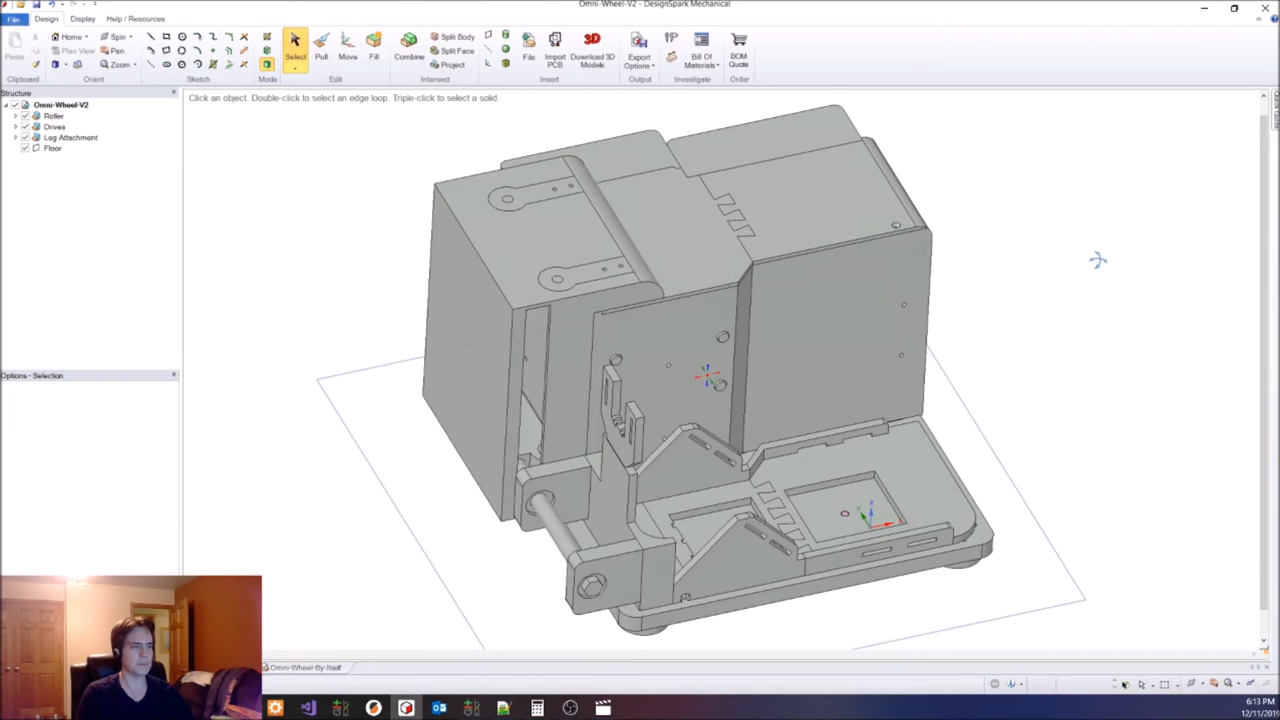 Omni-Wheel-V2 - DesignSpark Mechanical
File Design Display Help / Resources
Home Spin
Plan View Pan
Zoom
Paste
Select Pull Move Fill
Combine
Split Body
Split Face
Project
File Import PCB Download 3D Models
Export Options
Bill Of Materials
BOM Quote
Clipboard Orient Sketch Mode Edit Intersect Insert Output Investigate Order
Structure
Click an object. Double-click to select an edge loop. Triple-click to select a solid.
Omni-Wheel-V2
Roller
Drives
Leg Attachment
Floor
Options - Selection
Omni-Wheel-By-Itself
6:13 PM